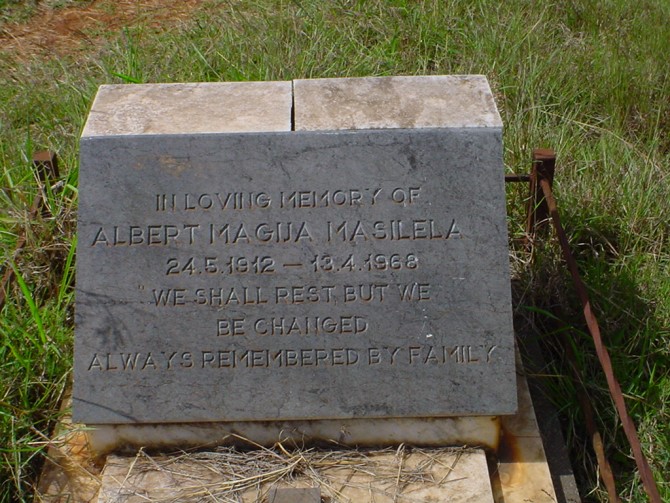 IN LOVING MEMORY OF
ALBERT MAGIJA MASILELA
24.5.1912 — 13.4.1968
"WE SHALL REST, BUT WE
BE CHANGED
ALWAYS REMEMBERED BY FAMILY